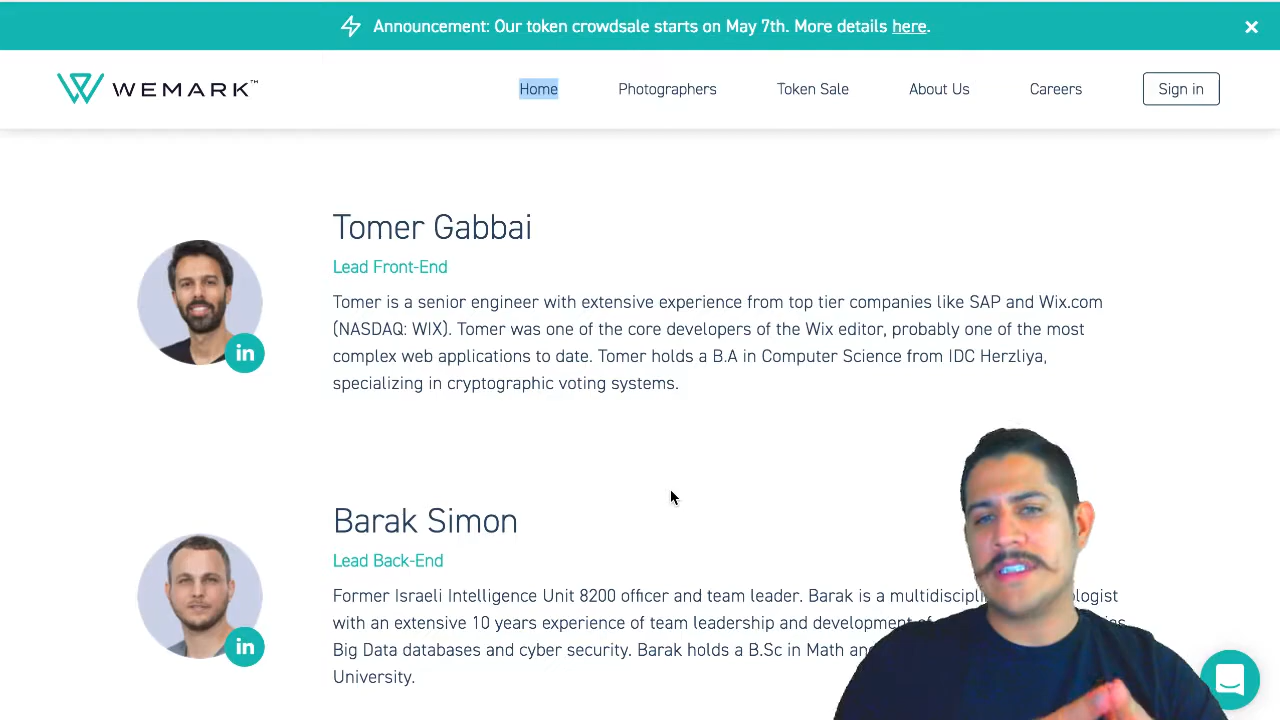 Announcement: Our token crowdsale starts on May 7th. More details here.
WEMARK™
Home
Photographers
Token Sale
About Us
Careers
Sign in
Tomer Gabbai
Lead Front-End
Tomer is a senior engineer with extensive experience from top tier companies like SAP and Wix.com
(NASDAQ: WIX). Tomer was one of the core developers of the Wix editor, probably one of the most
complex web applications to date. Tomer holds a B.A in Computer Science from IDC Herzliya,
specializing in cryptographic voting systems.
in
Barak Simon
Lead Back-End
Former Israeli Intelligence Unit 8200 officer and team leader. Barak is a
with an extensive 10 years experience of team leadership and development
Big Data databases and cyber security. Barak holds a B.Sc in Math
University.
in